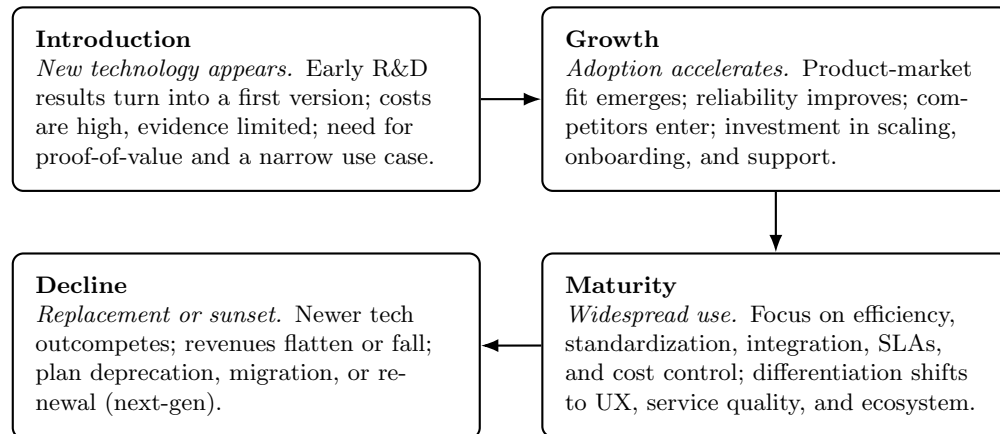 Introduction
New technology appears. Early R&D
results turn into a first version; costs
are high, evidence limited; need for
proof-of-value and a narrow use case.
Growth
Adoption accelerates. Product-market
fit emerges; reliability improves; com-
petitors enter; investment in scaling,
onboarding, and support.
Decline
Replacement or sunset. Newer tech
outcompetes; revenues flatten or fall;
plan deprecation, migration, or re-
newal (next-gen).
Maturity
Widespread use. Focus on efficiency,
standardization, integration, SLAs,
and cost control; differentiation shifts
to UX, service quality, and ecosystem.